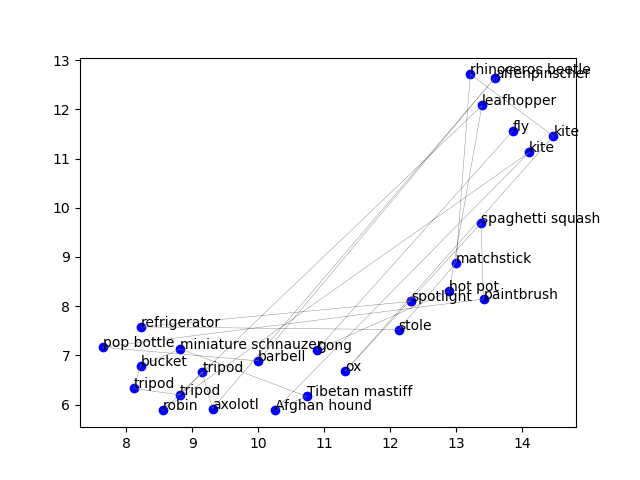 13
rhinoceros beetle
affenpinscher
leafhopper
12
fly
kite
kite
11
10
spaghetti squash
9
matchstick
hot pot
paintbrush
spotlight
8
refrigerator
stole
pop bottle
miniature schnauzer
gong
7
barbell
bucket
tripod
ox
tripod
tripod
Tibetan mastiff
6
robin
axolotl
Afghan hound
8 9 10 11 12 13 14